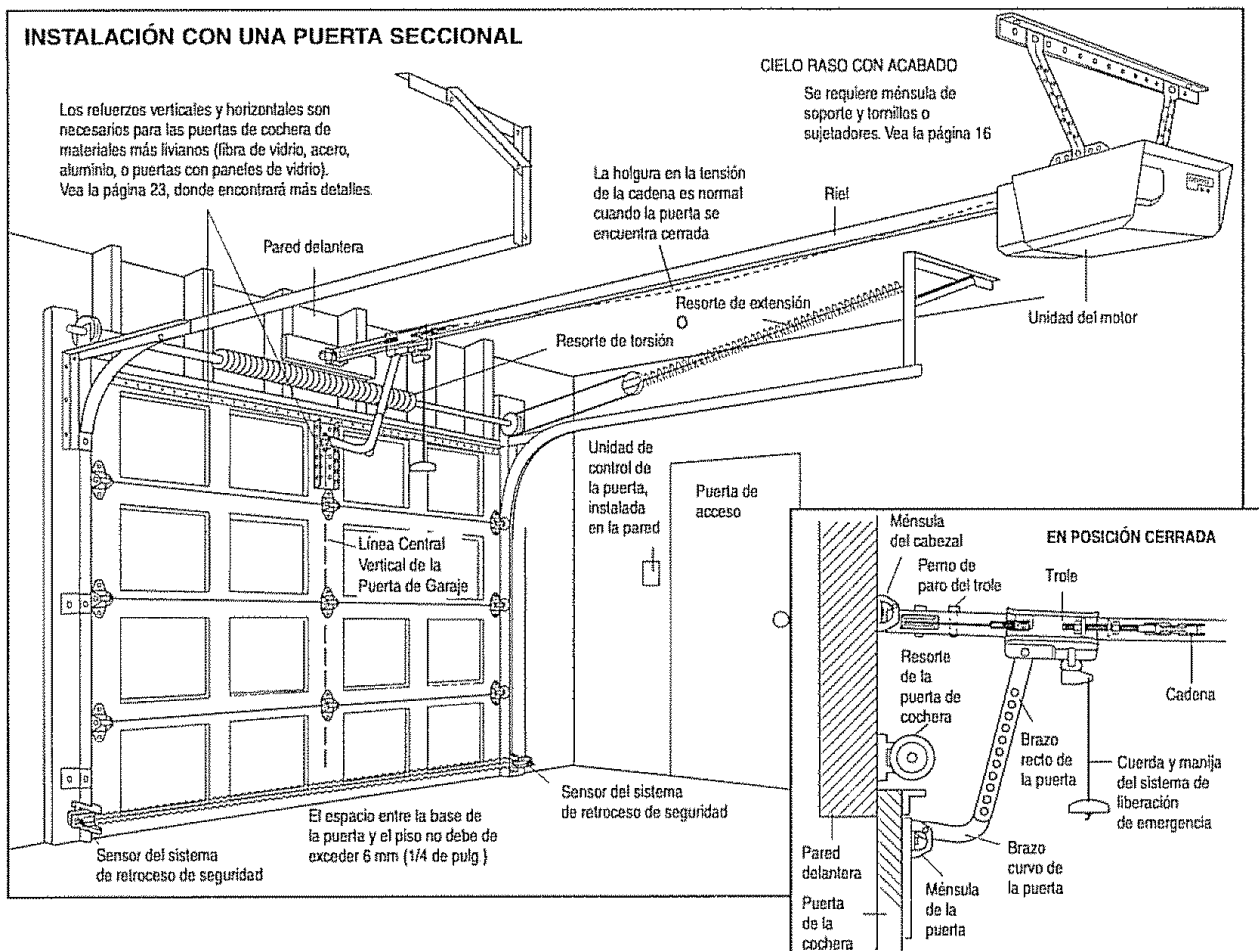 INSTALACIÓN CON UNA PUERTA SECCIONAL
Los refuerzos verticales y horizontales son
necesarios para las puertas de cochera de
materiales más livianos (fibra de vidrio, acero,
aluminio, o puertas con paneles de vidrio).
Vea la página 23, donde encontrará más detalles.
Pared delantera
CIELO RASO CON ACABADO
Se requiere ménsula de
soporte y tornillos o
sujetadores. Vea la página 16
La holgura en la tensión
de la cadena es normal
cuando la puerta se
encuentra cerrada
Riel
Resorte de extensión
O
Resorte de torsión
Unidad del motor
Unidad de
control de
la puerta,
instalada
en la pared
Puerta de
acceso
Línea Central
Vertical de la
Puerta de Garaje
Sensor del sistema
de retroceso de seguridad
El espacio entre la base de
la puerta y el piso no debe de
exceder 6 mm (1/4 de pulg )
Sensor del sistema
de retroceso de seguridad
EN POSICIÓN CERRADA
Ménsula
del cabezal
Perno de
paro del trole
Trole
Resorte
de la
puerta de
cochera
Cadena
Brazo
recto de
la puerta
Cuerda y manija
del sistema de
liberación
de emergencia
Pared
delantera
Brazo
curvo de
la puerta
Puerta
de la
cochera
Ménsula
de la
puerta